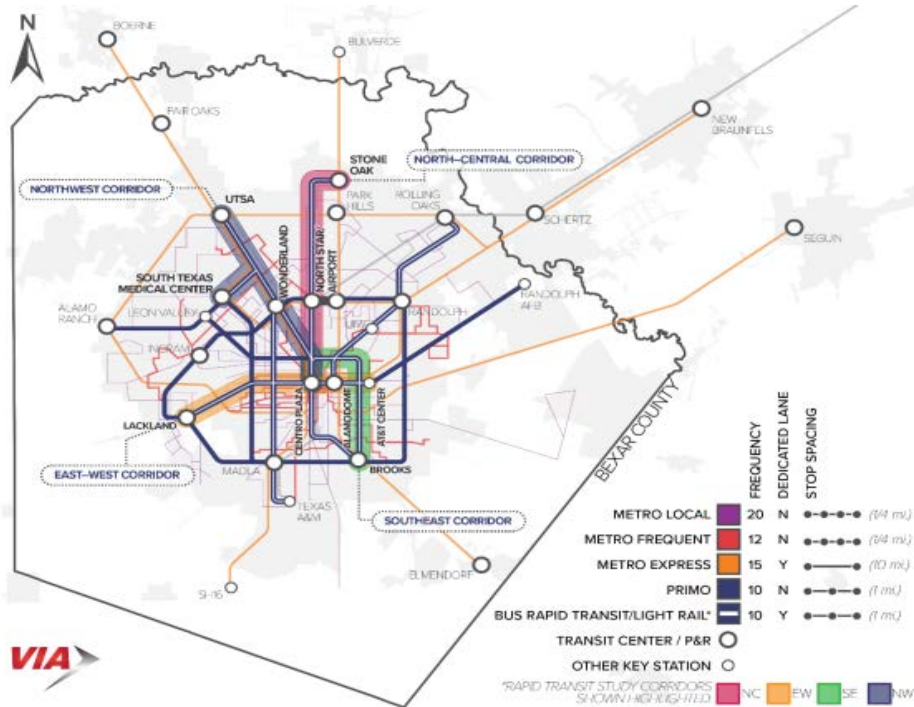 N
BOERNE
BULVERDE
FAIR OAKS
NEW
BRAUNFELS
STONE
OAK
NORTH–CENTRAL CORRIDOR
NORTHWEST CORRIDOR
UTSA
PARK
HILLS
ROLLING
OAKS
SCHERTZ
SEGUIN
WONDERLAND
NORTH STAR/
AIRPORT
SOUTH TEXAS
MEDICAL CENTER
ALAMO
RANCH
LEON VALLEY
RANDOLPH
RANDOLPH
AFB
UIW
INGRAM
LACKLAND
CENTRO PLAZA
ALAMODOME
AT&T CENTER
EAST–WEST CORRIDOR
MADLA
BROOKS
TEXAS
A&M
SOUTHEAST CORRIDOR
BEXAR COUNTY
SH-16
ELMENDORF
FREQUENCY
DEDICATED LANE
STOP SPACING
METRO LOCAL 20 N (1/4 mi.)
METRO FREQUENT 12 N (1/4 mi.)
METRO EXPRESS 15 Y (10 mi.)
PRIMO 10 N (1 mi.)
BUS RAPID TRANSIT/LIGHT RAIL* 10 Y (1 mi.)
TRANSIT CENTER / P&R
OTHER KEY STATION
*RAPID TRANSIT STUDY CORRIDORS
SHOWN HIGHLIGHTED
NC EW SE NW
VIA